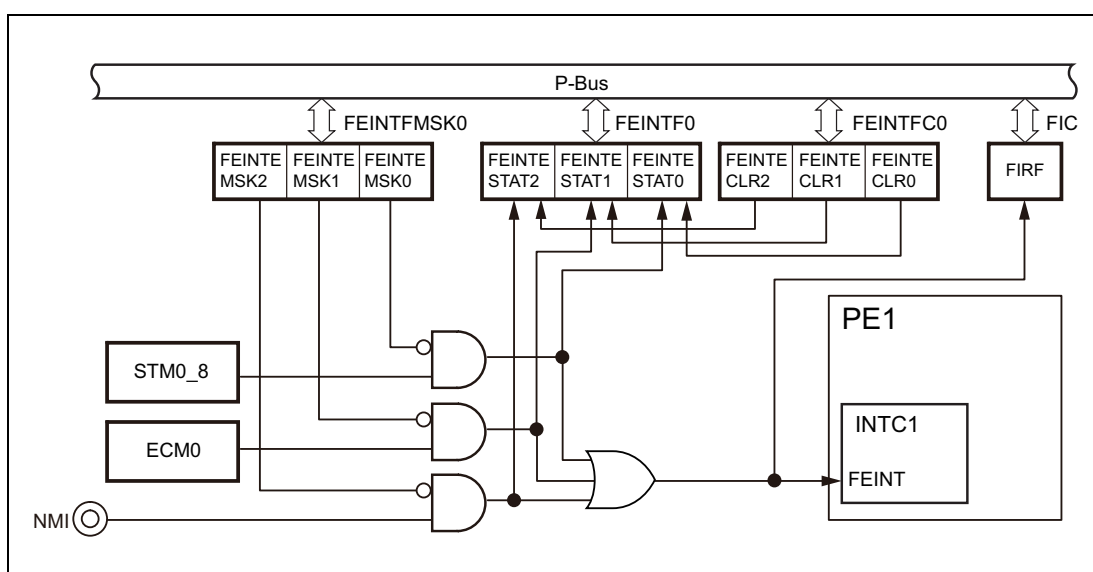 P-Bus
FEINTFMSK0
FEINTF0
FEINTFC0
FIC
FEINTE MSK2
FEINTE MSK1
FEINTE MSK0
FEINTE STAT2
FEINTE STAT1
FEINTE STAT0
FEINTE CLR2
FEINTE CLR1
FEINTE CLR0
FIRF
PE1
STM0_8
INTC1
ECM0
FEINT
NMI